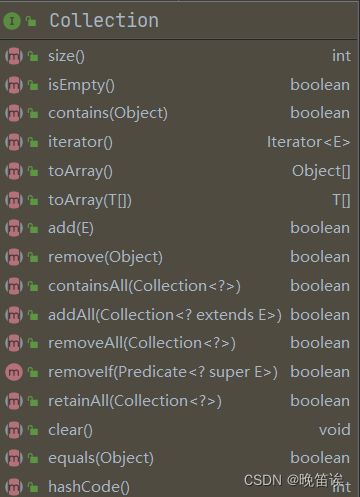 Collection
size() int
isEmpty() boolean
contains(Object) boolean
iterator() Iterator<E>
toArray() Object[]
toArray(T[]) T[]
add(E) boolean
remove(Object) boolean
containsAll(Collection<?>) boolean
addAll(Collection<? extends E>) boolean
removeAll(Collection<?>) boolean
removeIf(Predicate<? super E>) boolean
retainAll(Collection<?>) boolean
clear() void
equals(Object) boolean
hashCode() int
CSDN @晚笛诶